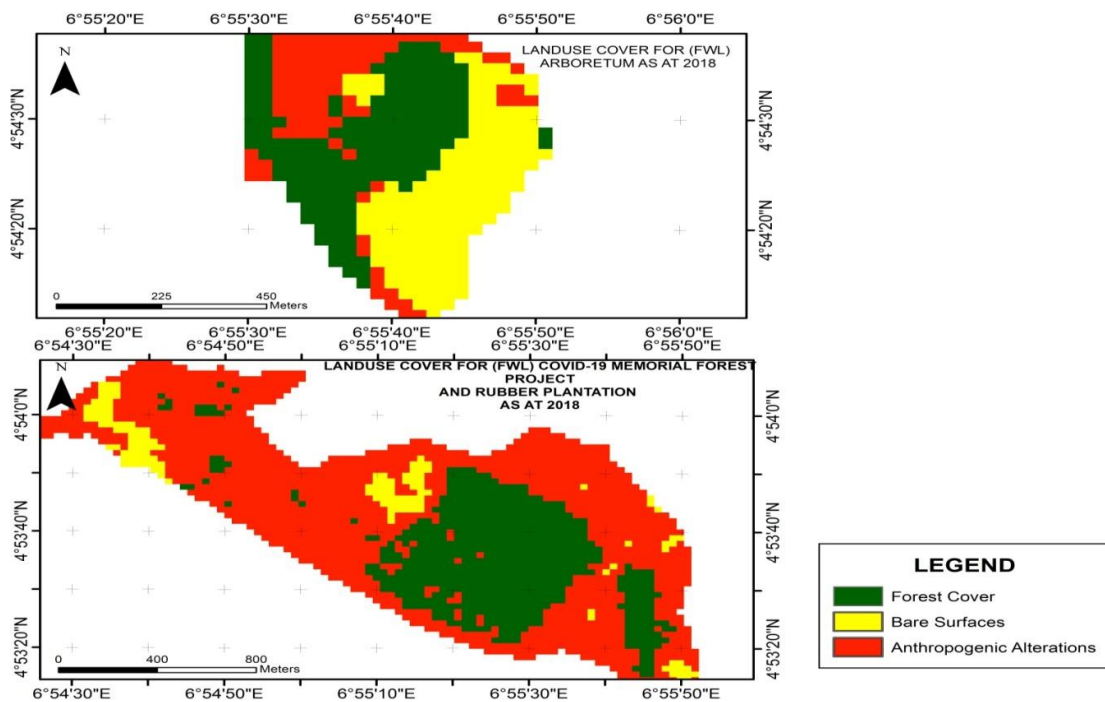 6°55'20"E 6°55'30"E 6°55'40"E 6°55'50"E 6°56'0"E
N
LANDUSE COVER FOR (FWL)
ARBORETUM AS AT 2018
4°54'30"N 4°54'30"N
4°54'20"N 4°54'20"N
0 225 450
Meters
6°55'20"E 6°55'30"E 6°55'40"E 6°55'50"E 6°56'0"E
6°54'30"E 6°54'50"E 6°55'10"E 6°55'30"E 6°55'50"E
N
LANDUSE COVER FOR (FWL) COVID-19 MEMORIAL FOREST
PROJECT
AND RUBBER PLANTATION
AS AT 2018
4°54'0"N 4°54'0"N
4°53'40"N 4°53'40"N
4°53'20"N 4°53'20"N
0 400 800
Meters
6°54'30"E 6°54'50"E 6°55'10"E 6°55'30"E 6°55'50"E
LEGEND
Forest Cover
Bare Surfaces
Anthropogenic Alterations